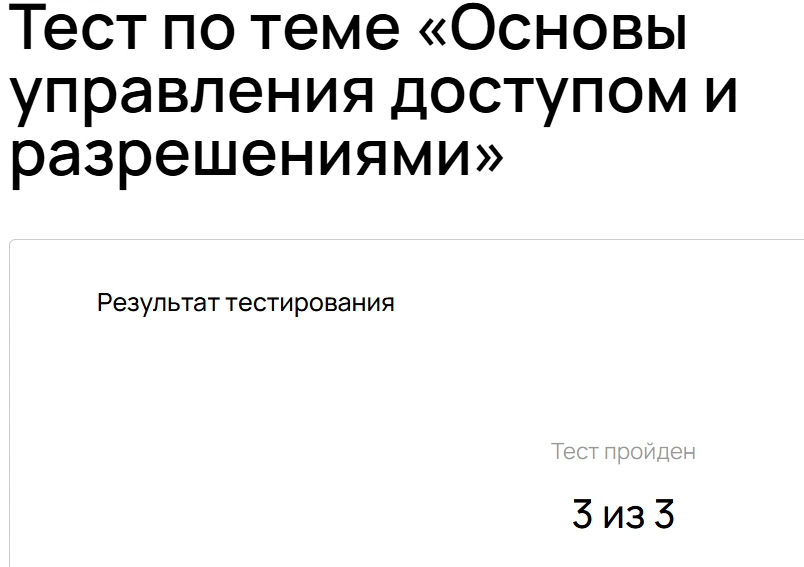 Тест по теме «Основы
управления доступом и
разрешениями»
Результат тестирования
Тест пройден
3 из 3